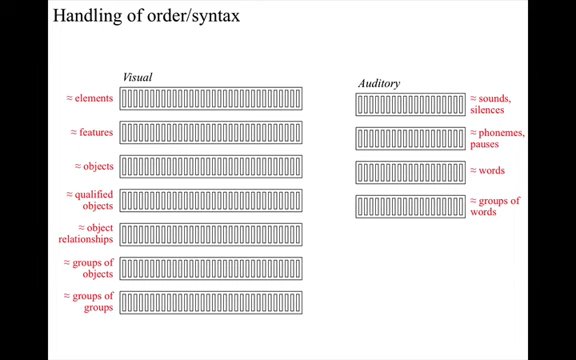 Handling of order/syntax
Visual
≈ elements
≈ features
≈ objects
≈ qualified
objects
≈ object
relationships
≈ groups of
objects
≈ groups of
groups
Auditory
≈ sounds,
silences
≈ phonemes,
pauses
≈ words
≈ groups of
words